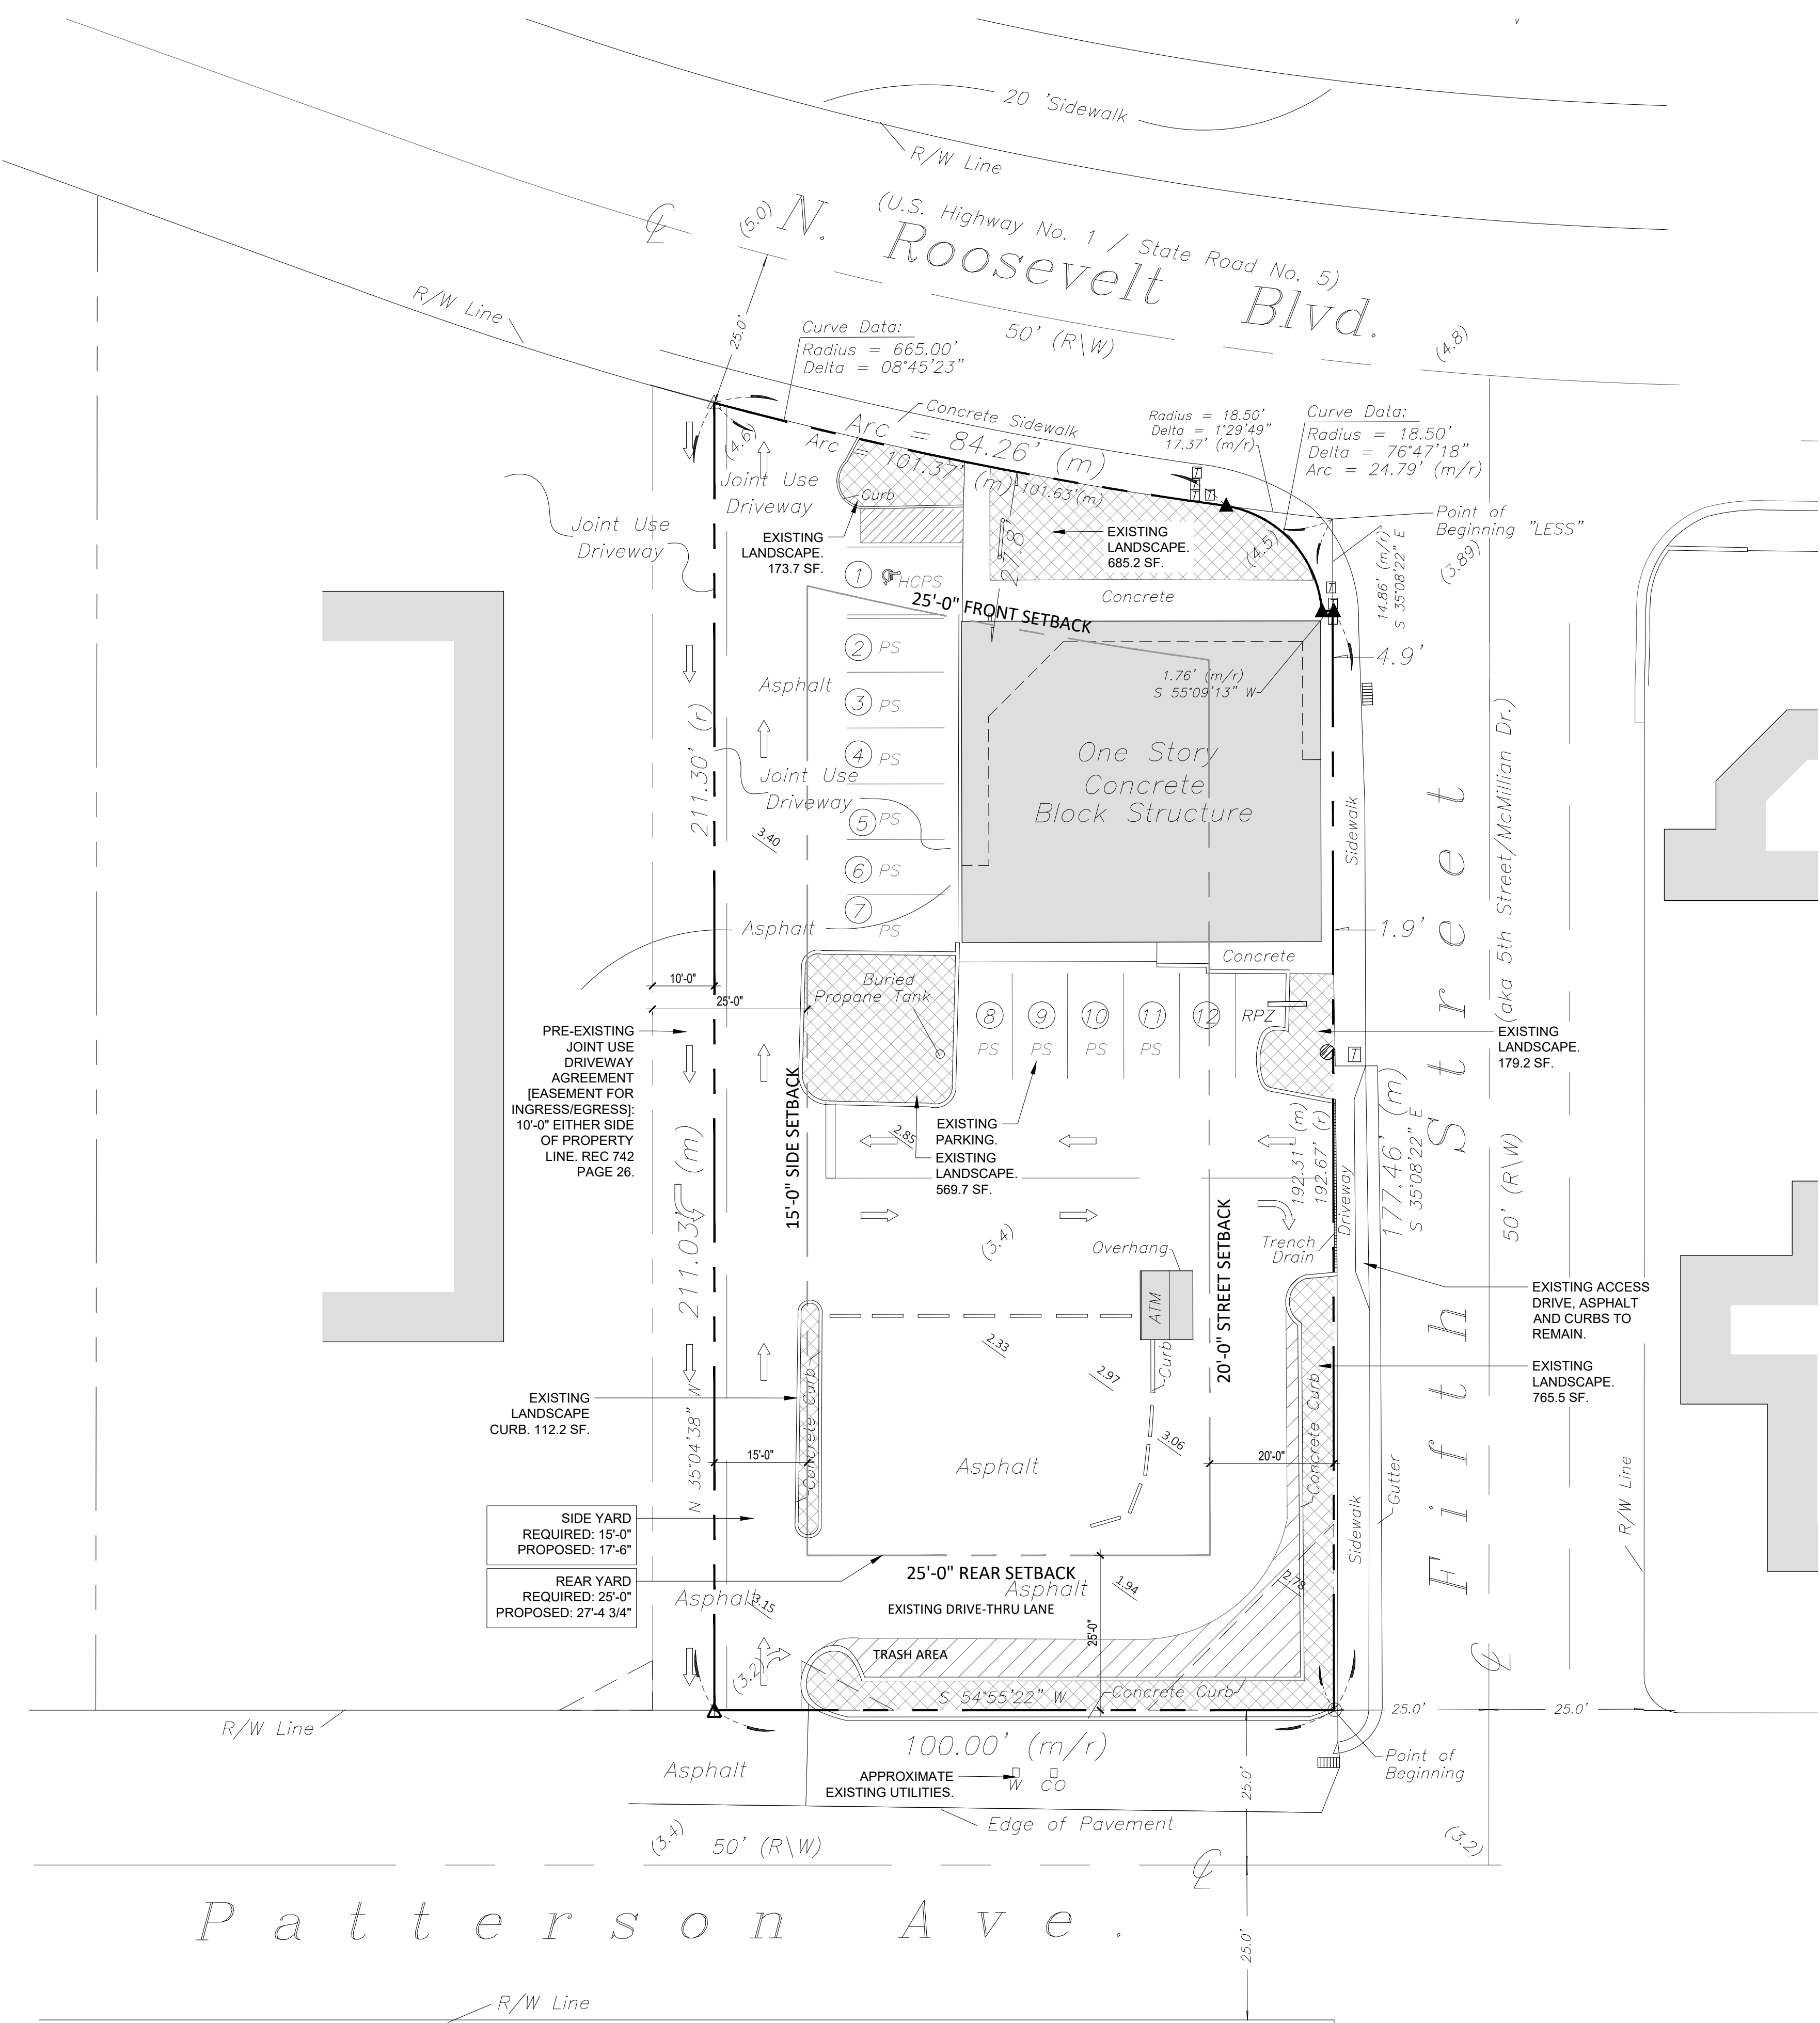 v
20 'Sidewalk
R/W Line
(U.S. Highway No. 1 / State Road No. 5)
N. Roosevelt Blvd.
50' (R\W)
(5.0)
℄
R/W Line
25.0'
(4.8)
Curve Data:
Radius = 665.00'
Delta = 08°45'23"
Concrete Sidewalk
Arc = 84.26' (m)
Arc = 101.37' (m)
101.63'(m)
Radius = 18.50'
Delta = 1°29'49"
17.37' (m/r)
Curve Data:
Radius = 18.50'
Delta = 76°47'18"
Arc = 24.79' (m/r)
(4.6)
Joint Use
Driveway
Curb
Joint Use
Driveway
EXISTING
LANDSCAPE.
173.7 SF.
EXISTING
LANDSCAPE.
685.2 SF.
(4.5)
Point of
Beginning "LESS"
(3.89)
14.86' (m/r)
S 35°08'22" E
1 HCPS
Concrete
25'-0" FRONT SETBACK
2 PS
4.9'
1.76' (m/r)
S 55°09'13" W
Asphalt
3 PS
211.30' (r)
4 PS
One Story
Concrete
Block Structure
Joint Use
Driveway
5 PS
3.40
6 PS
7
PS
Sidewalk
Asphalt
1.9'
Concrete
10'-0"
25'-0"
Buried
Propane Tank
8 9 10 11 12 RPZ
PS PS PS PS
PRE-EXISTING
JOINT USE
DRIVEWAY
AGREEMENT
[EASEMENT FOR
INGRESS/EGRESS]:
10'-0" EITHER SIDE
OF PROPERTY
LINE. REC 742
PAGE 26.
EXISTING
LANDSCAPE.
179.2 SF.
15'-0" SIDE SETBACK
2.85
EXISTING
PARKING.
EXISTING
LANDSCAPE.
569.7 SF.
192.31' (m)
192.67' (r)
Driveway
177.46' (m)
S 35°08'22" E
Fifth Street
(aka 5th Street/McMillian Dr.)
50' (R\W)
211.03' (m)
(3.4)
Overhang
Trench
Drain
20'-0" STREET SETBACK
ATM
Curb
EXISTING ACCESS
DRIVE, ASPHALT
AND CURBS TO
REMAIN.
2.33
2.97
EXISTING
LANDSCAPE.
765.5 SF.
EXISTING
LANDSCAPE
CURB. 112.2 SF.
N 35°04'38" W
Concrete Curb
3.06
Concrete Curb
15'-0"
Asphalt
20'-0"
Sidewalk
Gutter
R/W Line
SIDE YARD
REQUIRED: 15'-0"
PROPOSED: 17'-6"
REAR YARD
REQUIRED: 25'-0"
PROPOSED: 27'-4 3/4"
25'-0" REAR SETBACK
Asphalt
1.94
2.78
Asphalt
3.15
EXISTING DRIVE-THRU LANE
25'-0"
TRASH AREA
(3.2)
℄
S 54°55'22" W
Concrete Curb
R/W Line
25.0'
25.0'
100.00' (m/r)
Point of
Beginning
Asphalt
APPROXIMATE
EXISTING UTILITIES.
W CO
25.0'
Edge of Pavement
(3.4)
50' (R\W)
(3.2)
℄
Patterson Ave.
25.0'
R/W Line